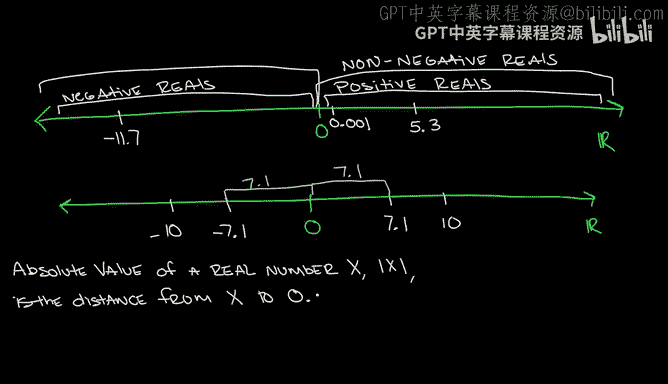 GPT中英字幕课程资源@bilibili.com
GPT中英字幕课程资源 bilibili
NON-NEGATIVE REALS
NEGATIVE REALS
POSITIVE REALS
-11.7
0
0.001
5.3
ℝ
7.1
7.1
-10
-7.1
0
7.1
10
ℝ
Absolute Value of a REAL NUMBER X, |X|,
is the distance from X to 0.